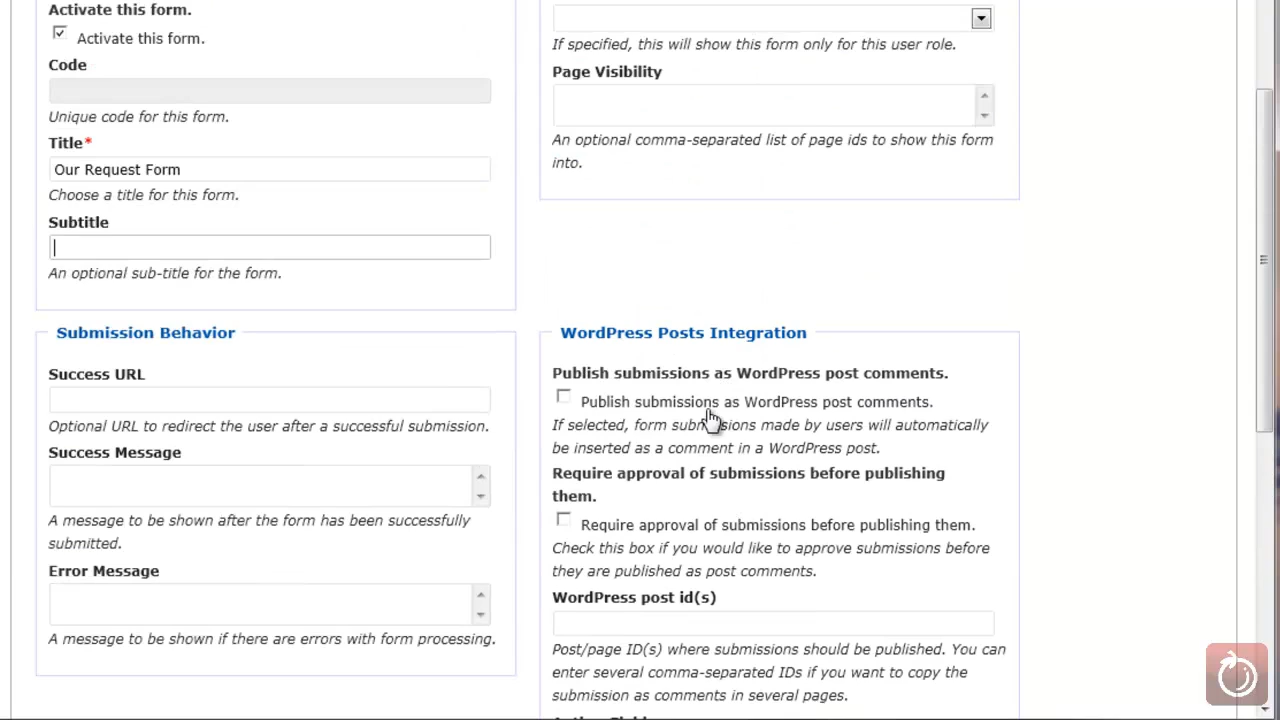 Activate this form.
Activate this form.
Code
Unique code for this form.
Title*
Our Request Form
Choose a title for this form.
Subtitle
An optional sub-title for the form.
If specified, this will show this form only for this user role.
Page Visibility
An optional comma-separated list of page ids to show this form
into.
Submission Behavior
Success URL
Optional URL to redirect the user after a successful submission.
Success Message
A message to be shown after the form has been successfully
submitted.
Error Message
A message to be shown if there are errors with form processing.
WordPress Posts Integration
Publish submissions as WordPress post comments.
Publish submissions as WordPress post comments.
If selected, form submissions made by users will automatically
be inserted as a comment in a WordPress post.
Require approval of submissions before publishing
them.
Require approval of submissions before publishing them.
Check this box if you would like to approve submissions before
they are published as post comments.
WordPress post id(s)
Post/page ID(s) where submissions should be published. You can
enter several comma-separated IDs if you want to copy the
submission as comments in several pages.